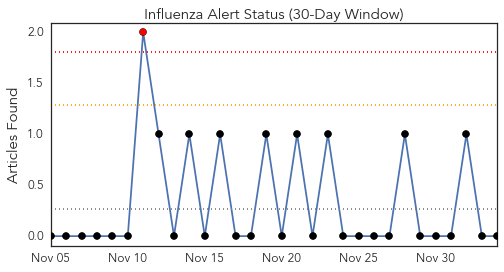 Influenza Alert Status (30-Day Window)
Articles Found
2.0
1.5
1.0
0.5
0.0
Nov 05 Nov 10 Nov 15 Nov 20 Nov 25 Nov 30